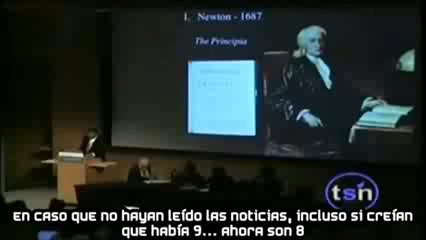 1. Newton - 1687
The Principia
tsn
EN CASO QUE NO HAYAN LEÍDO LAS NOTICIAS, INCLUSO SI CREÍAN
QUE HABÍA 9... AHORA SON 8